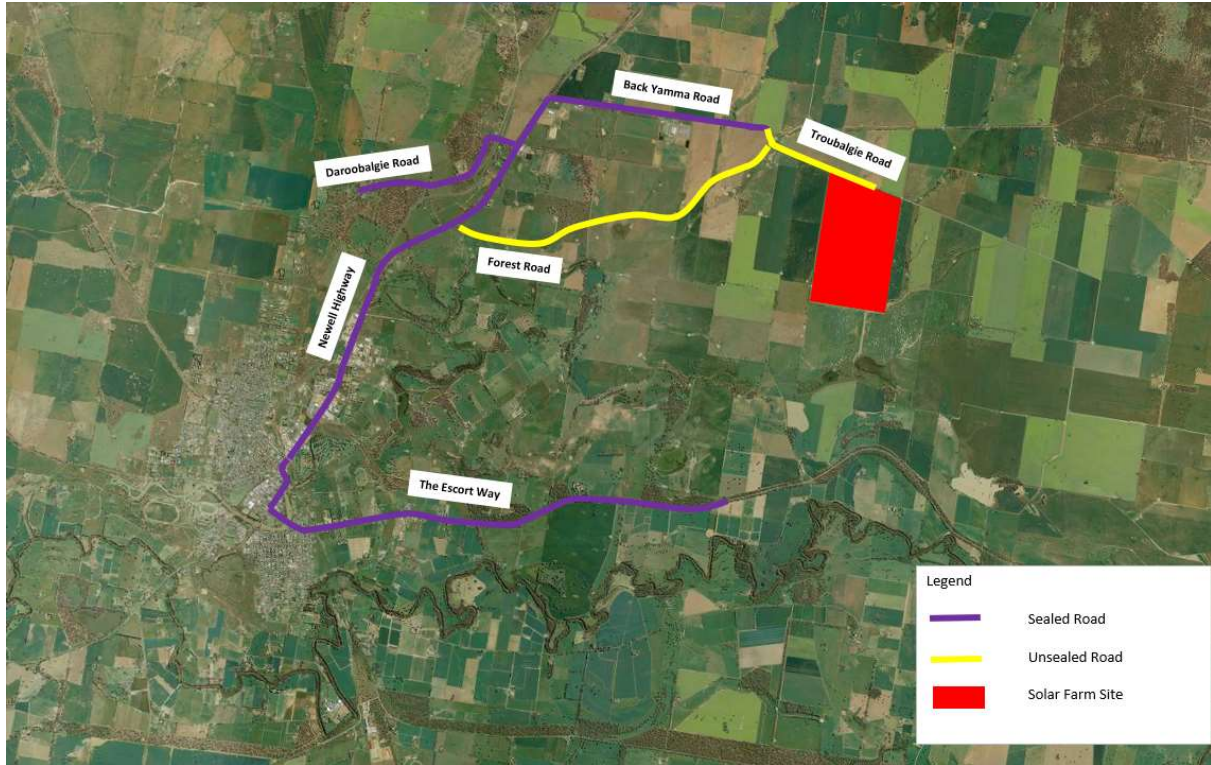 Back Yamma Road
Troubalgie Road
Daroobalgie Road
Forest Road
Newell Highway
The Escort Way
Legend
Sealed Road
Unsealed Road
Solar Farm Site